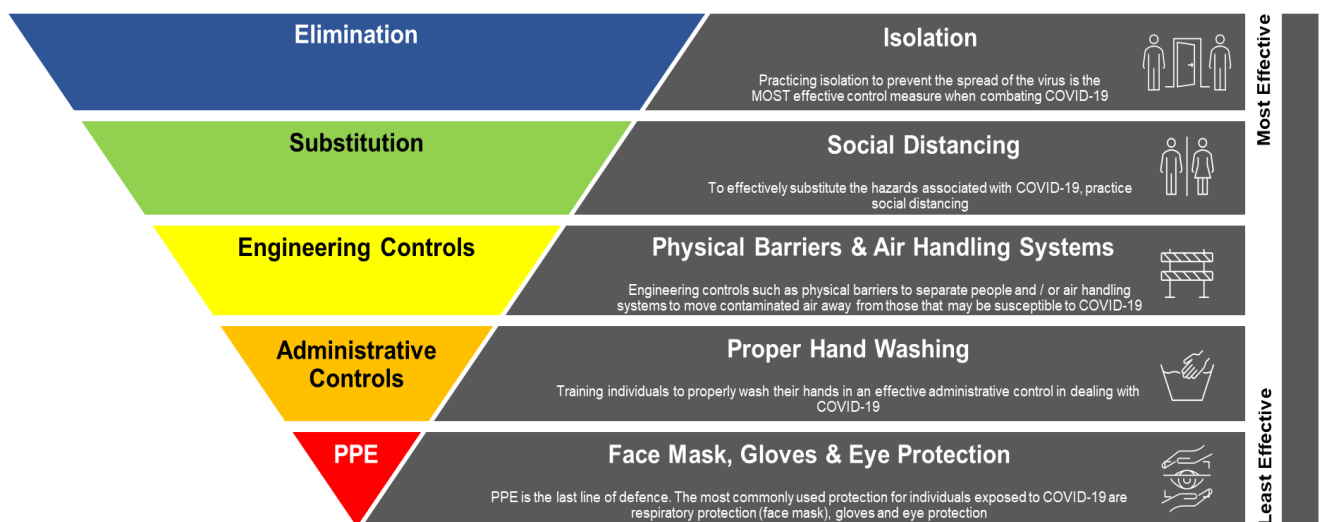 Elimination
Isolation
Practicing isolation to prevent the spread of the virus is the
MOST effective control measure when combating COVID-19
Most Effective
Substitution
Social Distancing
To effectively substitute the hazards associated with COVID-19, practice
social distancing
Engineering Controls
Physical Barriers & Air Handling Systems
Engineering controls such as physical barriers to separate people and / or air handling
systems to move contaminated air away from those that may be susceptible to COVID-19
Administrative
Controls
Proper Hand Washing
Training individuals to properly wash their hands in an effective administrative control in dealing with
COVID-19
PPE
Face Mask, Gloves & Eye Protection
PPE is the last line of defence. The most commonly used protection for individuals exposed to COVID-19 are
respiratory protection (face mask), gloves and eye protection
Least Effective